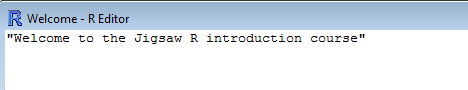 Welcome - R Editor
"Welcome to the Jigsaw R introduction course"